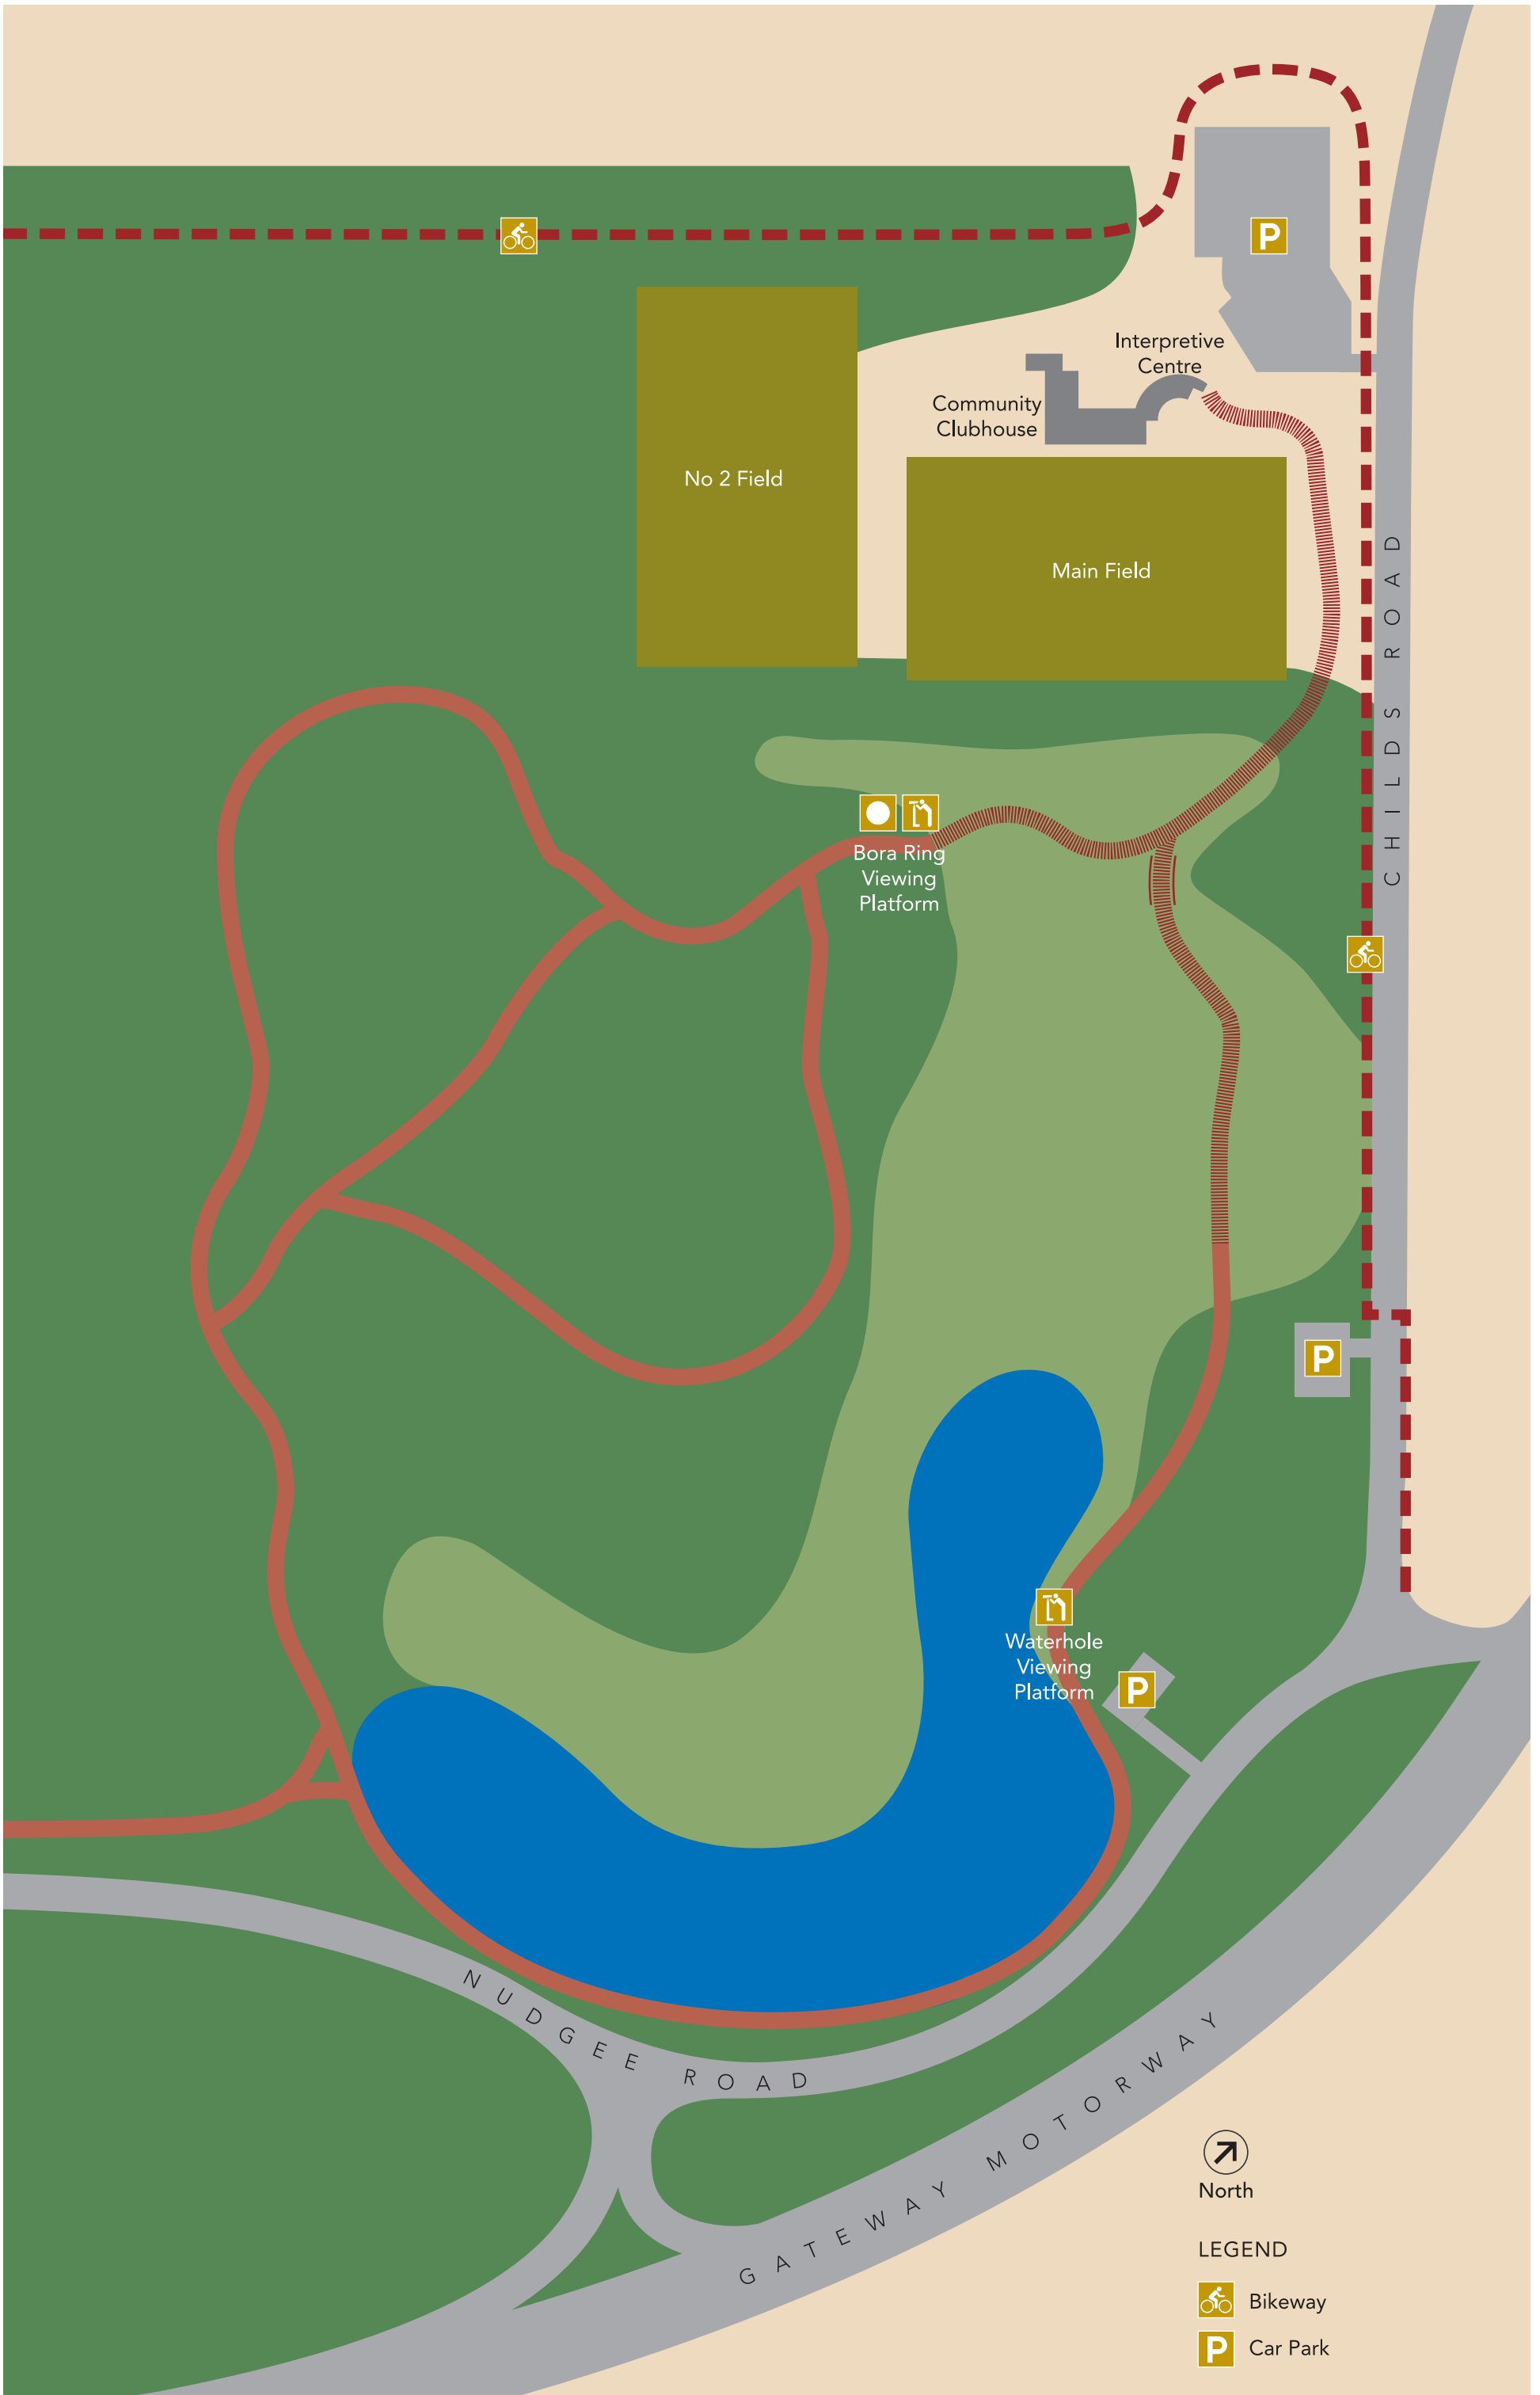 P
Interpretive
Centre
Community
Clubhouse
No 2 Field
Main Field
CHILDS ROAD
Bora Ring
Viewing
Platform
P
Waterhole
Viewing
Platform
P
NUDGEE ROAD
GATEWAY MOTORWAY
North
LEGEND
Bikeway
P Car Park